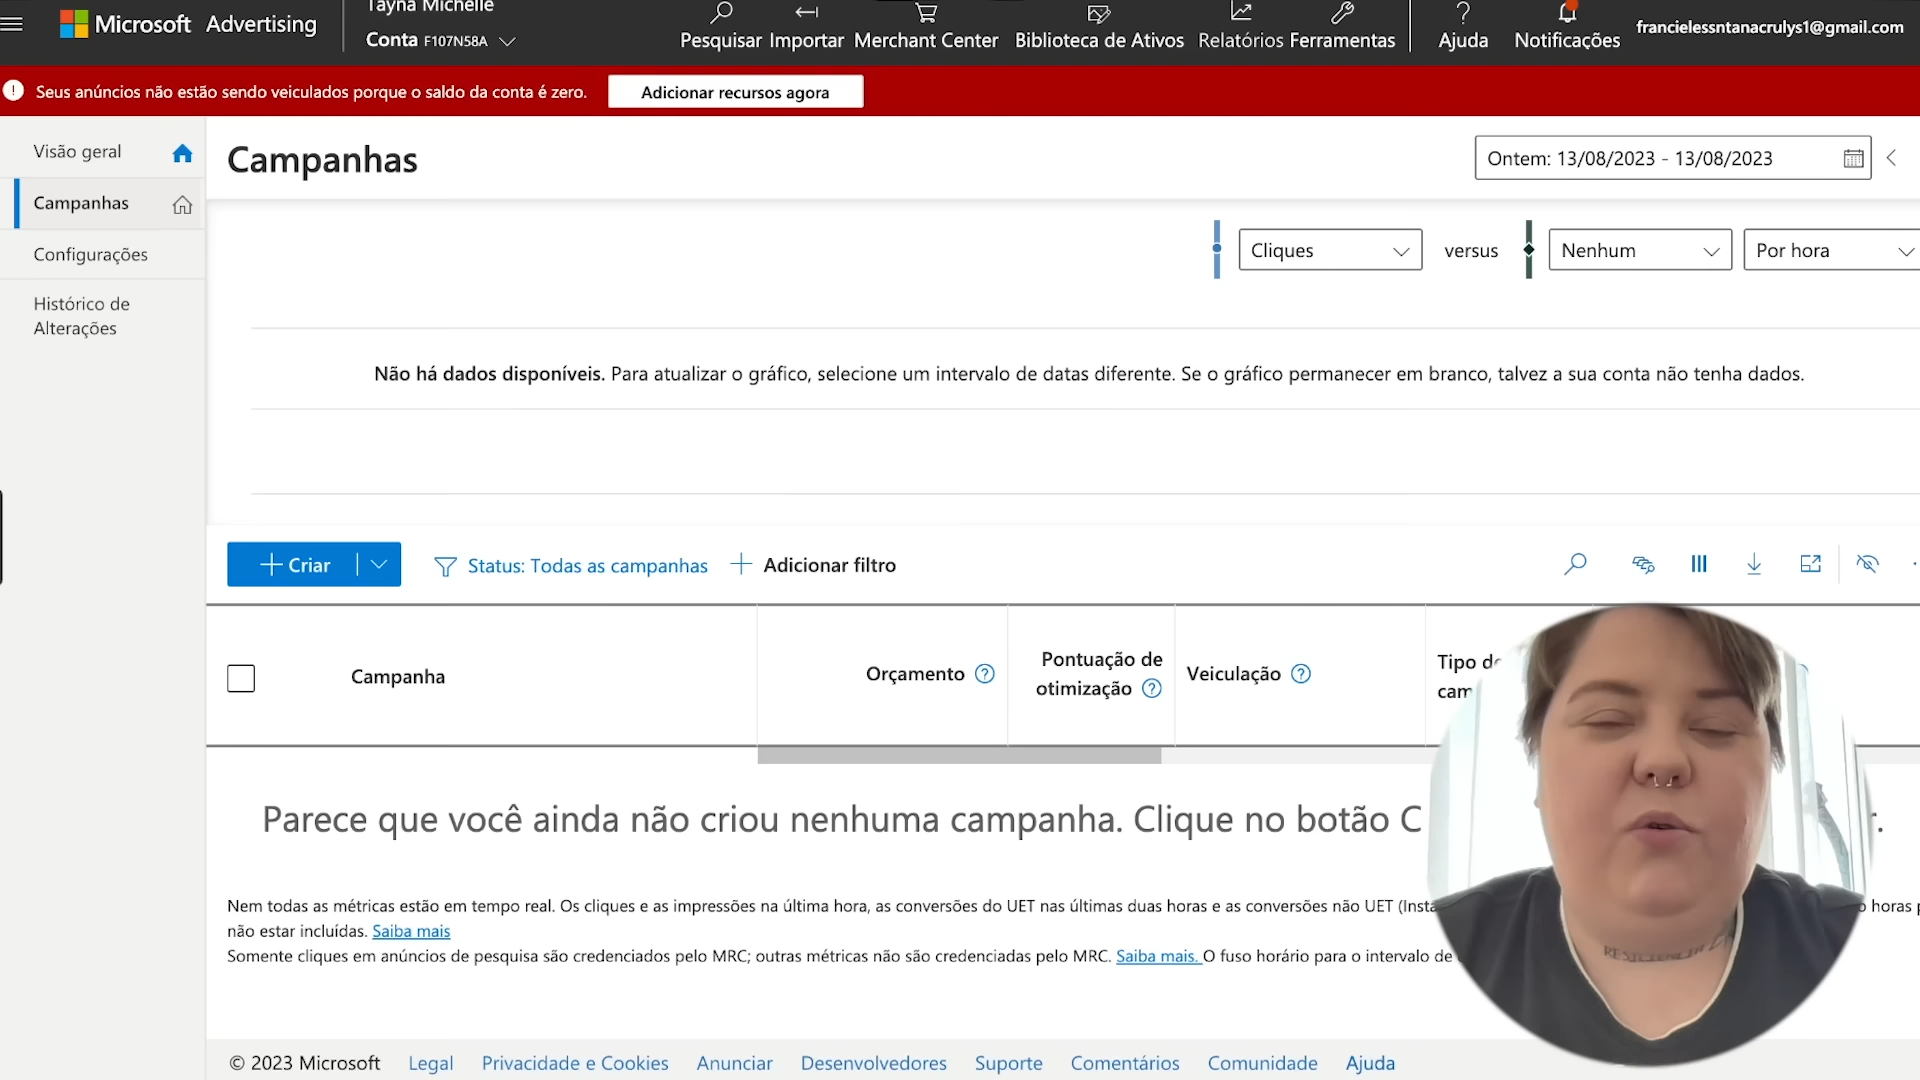 Microsoft Advertising
Tayna Michelle
Conta F107N58A
Pesquisar
Importar
Merchant Center
Biblioteca de Ativos
Relatórios
Ferramentas
Ajuda
Notificações
francielessntanacrulys1@gmail.com
Seus anúncios não estão sendo veiculados porque o saldo da conta é zero.
Adicionar recursos agora
Visão geral
Campanhas
Configurações
Histórico de
Alterações
Campanhas
Ontem: 13/08/2023 - 13/08/2023
Cliques
versus
Nenhum
Por hora
Não há dados disponíveis. Para atualizar o gráfico, selecione um intervalo de datas diferente. Se o gráfico permanecer em branco, talvez a sua conta não tenha dados.
Criar
Status: Todas as campanhas
Adicionar filtro
Campanha
Orçamento
Pontuação de
otimização
Veiculação
Tipo de
cam
Parece que você ainda não criou nenhuma campanha. Clique no botão C
Nem todas as métricas estão em tempo real. Os cliques e as impressões na última hora, as conversões do UET nas últimas duas horas e as conversões não UET (Insta horas p
não estar incluídas. Saiba mais
Somente cliques em anúncios de pesquisa são credenciados pelo MRC; outras métricas não são credenciadas pelo MRC. Saiba mais. O fuso horário para o intervalo de
© 2023 Microsoft
Legal
Privacidade e Cookies
Anunciar
Desenvolvedores
Suporte
Comentários
Comunidade
Ajuda